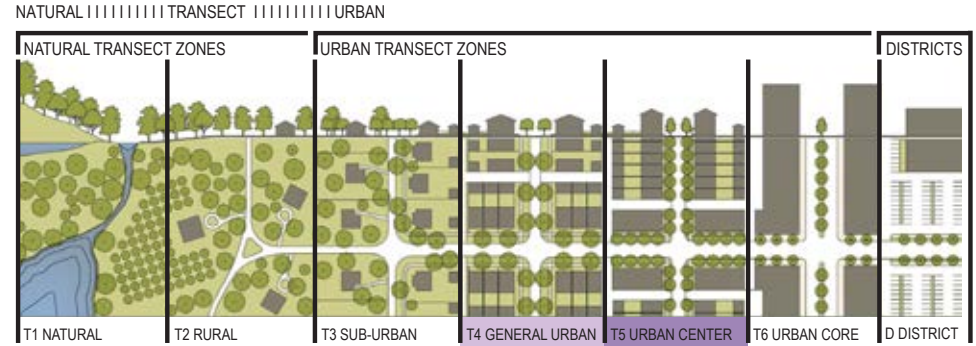 NATURAL I I I I I I I I I I TRANSECT I I I I I I I I I I URBAN
NATURAL TRANSECT ZONES
URBAN TRANSECT ZONES
DISTRICTS
T1 NATURAL
T2 RURAL
T3 SUB-URBAN
T4 GENERAL URBAN
T5 URBAN CENTER
T6 URBAN CORE
D DISTRICT